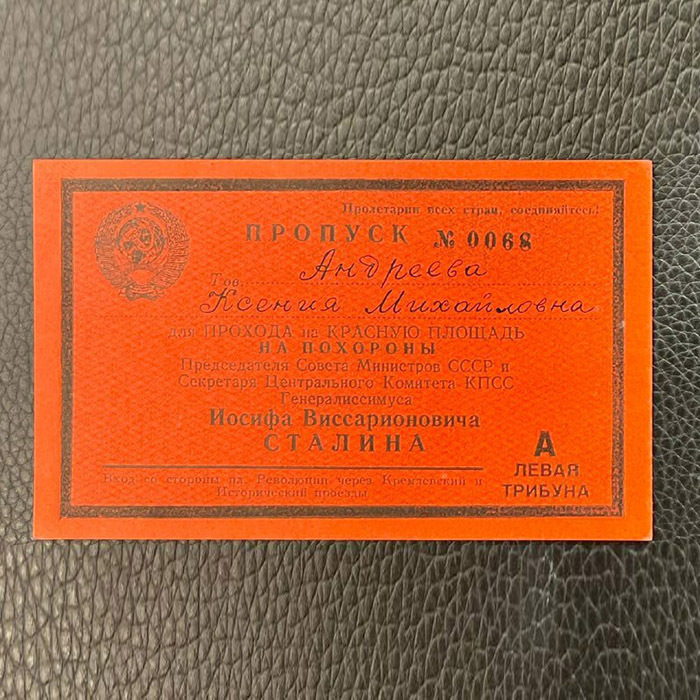 Пролетарии всех стран, соединяйтесь!
ПРОПУСК № 0068
Тов. Андреева
Ксения Михайловна
для ПРОХОДА на КРАСНУЮ ПЛОЩАДЬ
НА ПОХОРОНЫ
Председателя Совета Министров СССР и
Секретаря Центрального Комитета КПСС
Генералиссимуса
Иосифа Виссарионовича
СТАЛИНА
А
ЛЕВАЯ
ТРИБУНА
Вход со стороны пл. Революции через Кремлевский и
Исторический проезды